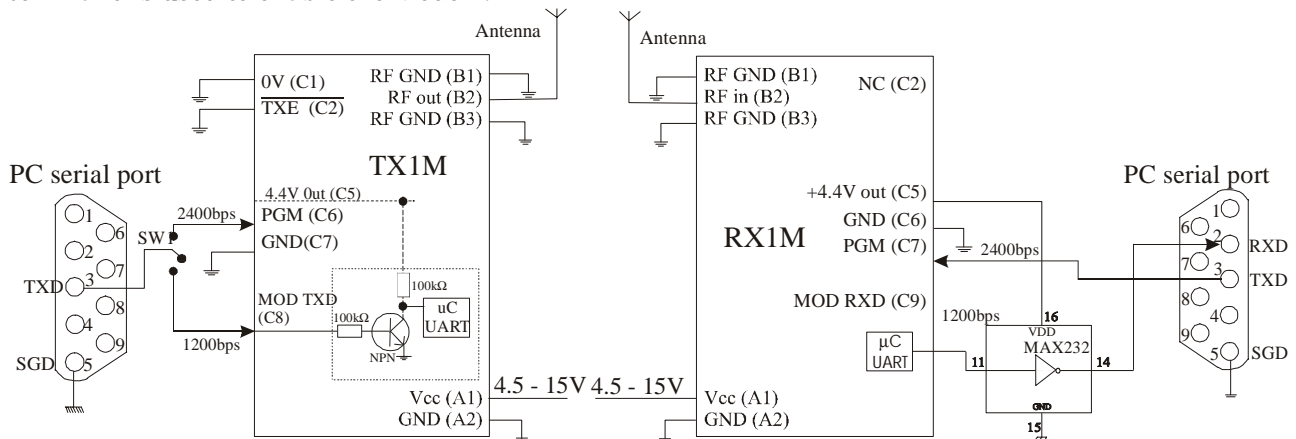 Antenna
Antenna
0V (C1)
TXE (C2)
RF GND (B1)
RF out (B2)
RF GND (B3)
TX1M
RF GND (B1)
RF in (B2)
RF GND (B3)
NC (C2)
PC serial port
1
2
3
4
5
6
7
8
9
TXD
SGD
SW1
2400bps
1200bps
4.4V 0ut (C5)
PGM (C6)
GND(C7)
MOD TXD
(C8)
100kΩ
100kΩ
NPN
uC
UART
Vcc (A1)
GND (A2)
4.5 - 15V
4.5 - 15V
RX1M
+4.4V out (C5)
GND (C6)
PGM (C7)
MOD RXD (C9)
µC
UART
Vcc (A1)
GND (A2)
2400bps
1200bps
16
VDD
MAX232
11
14
GND
15
PC serial port
1
2
3
4
5
6
7
8
9
RXD
TXD
SGD